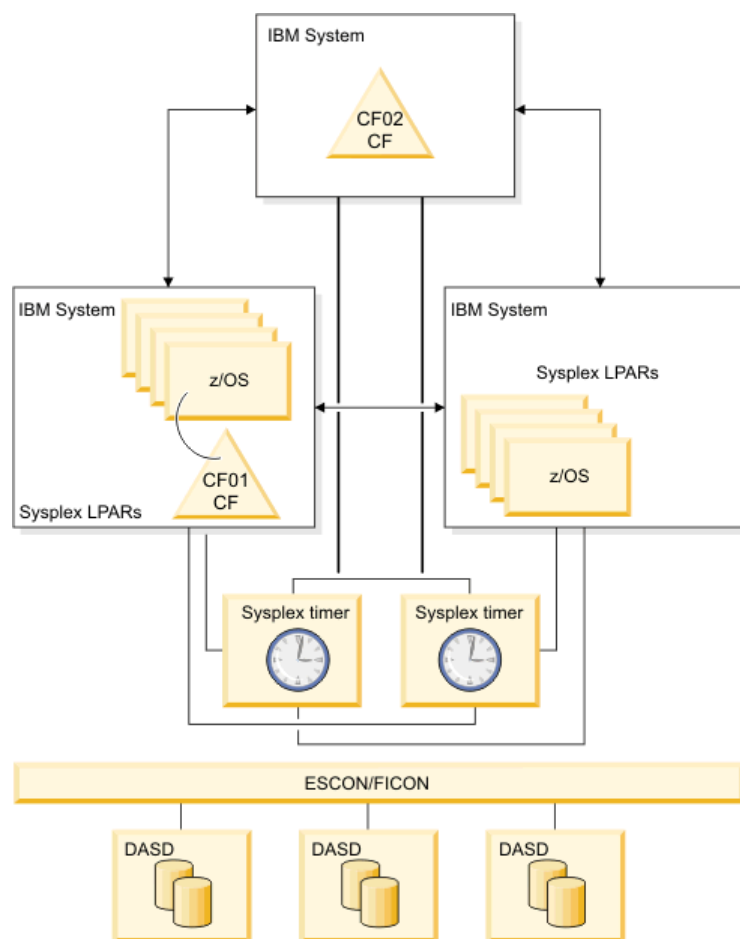 IBM System
CF02
CF
IBM System
z/OS
CF01
CF
Sysplex LPARs
IBM System
Sysplex LPARs
z/OS
Sysplex timer
Sysplex timer
ESCON/FICON
DASD
DASD
DASD